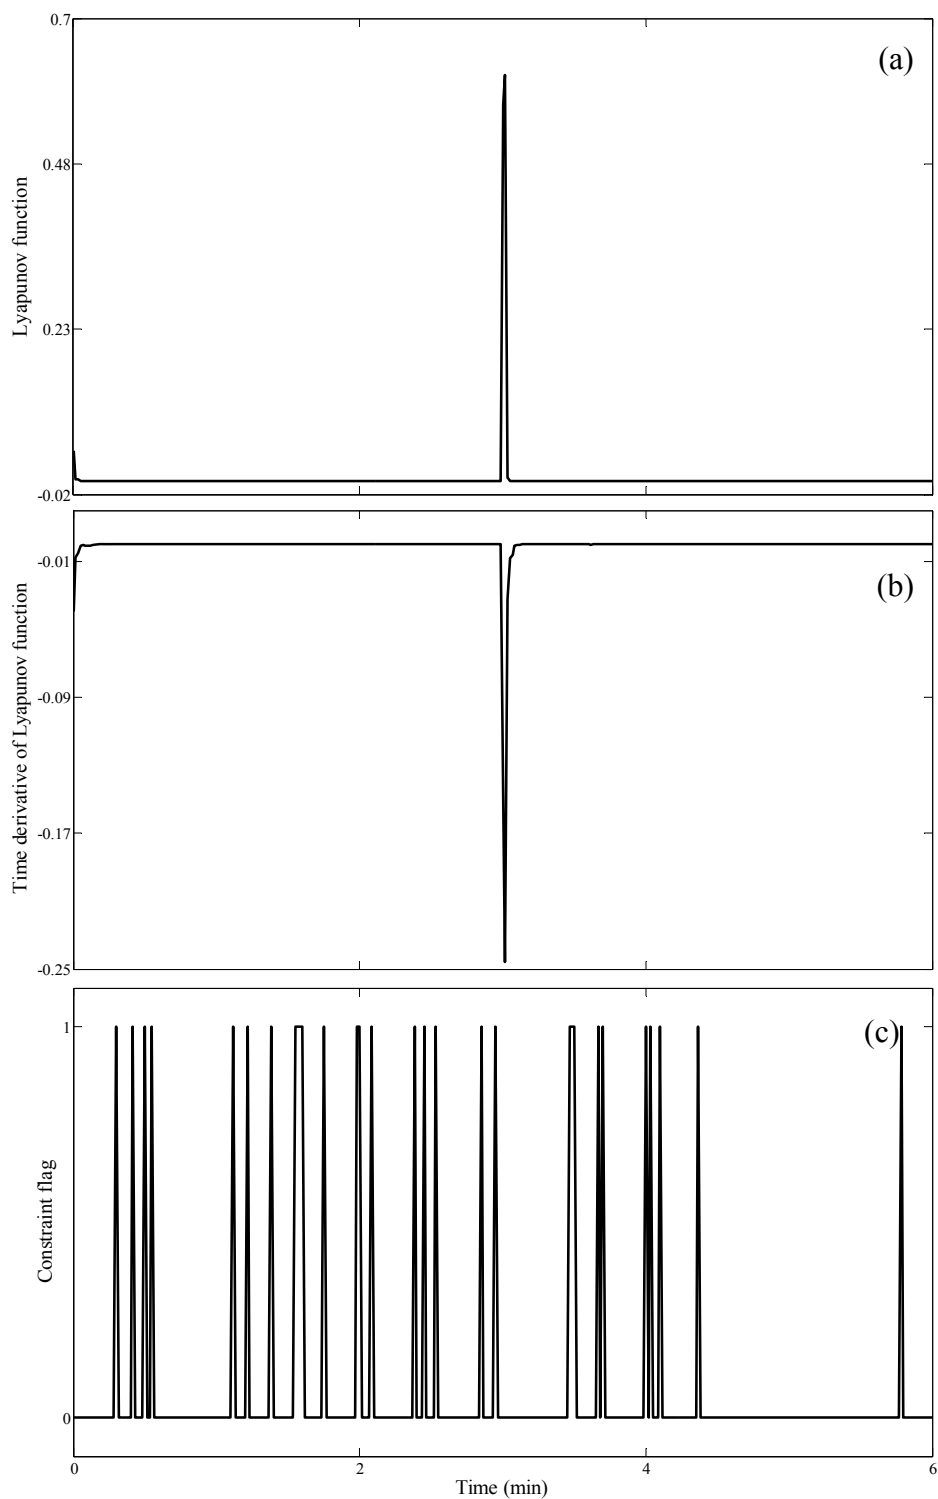 0.7
(a)
0.48
Lyapunov function
0.23
-0.02
-0.01
(b)
Time derivative of Lyapunov function
-0.09
-0.17
-0.25
1
(c)
Constraint flag
0
0
2
4
6
Time (min)